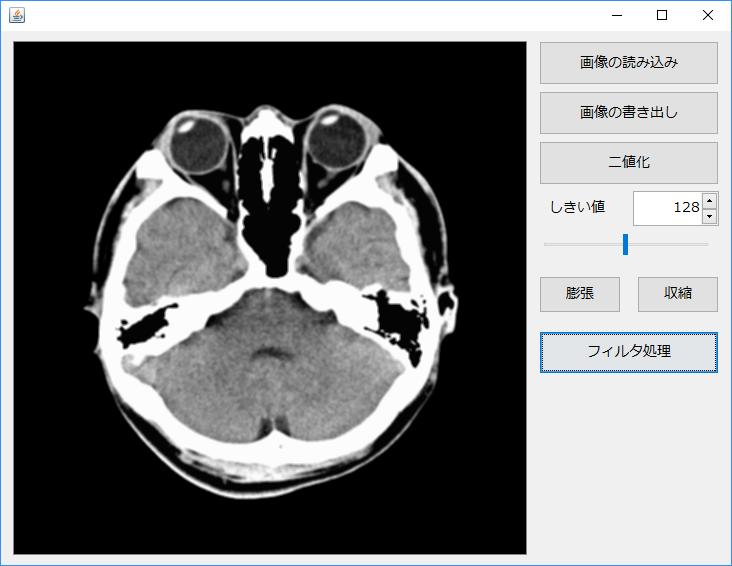 画像の読み込み
画像の書き出し
二値化
しきい値 128
膨張 収縮
フィルタ処理